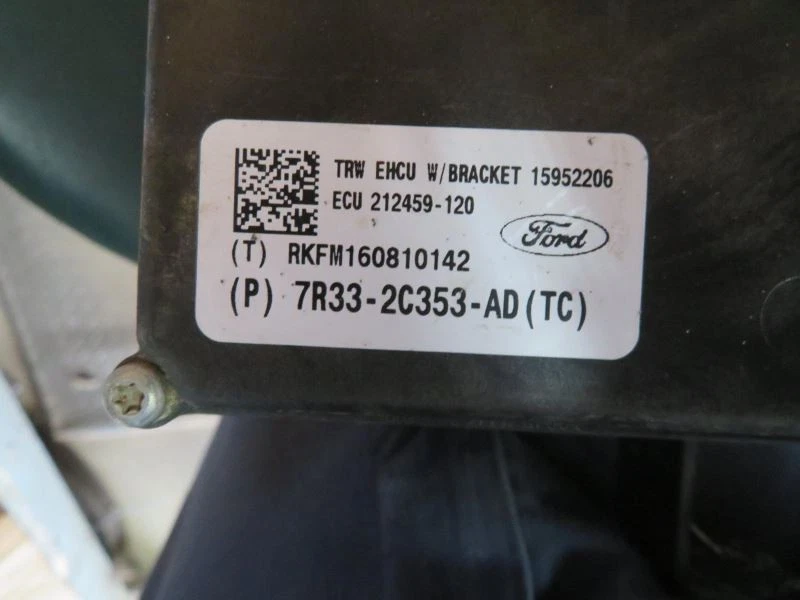 TRW EHCU W/BRACKET 15952206
ECU 212459-120
Ford
(T) RKFM160810142
(P) 7R33-2C353-AD(TC)